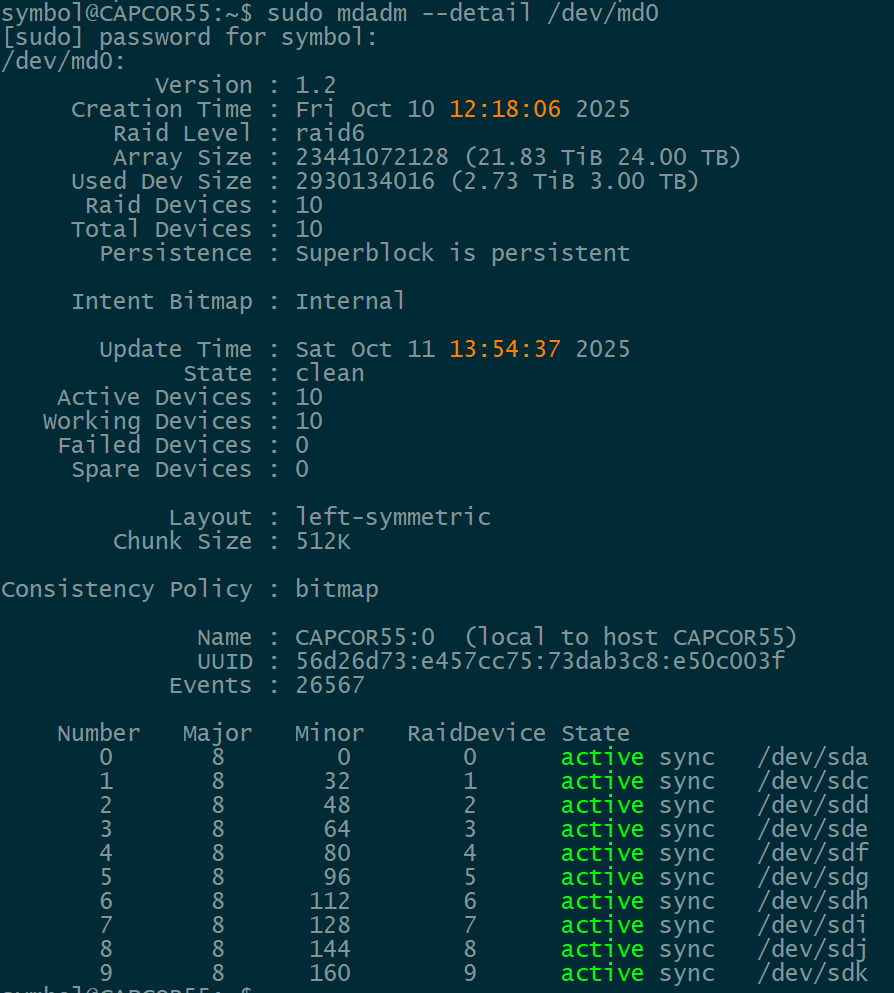 symbol@CAPCOR55:~$ sudo mdadm --detail /dev/md0
[sudo] password for symbol:
/dev/md0:
Version : 1.2
Creation Time : Fri Oct 10 12:18:06 2025
Raid Level : raid6
Array Size : 23441072128 (21.83 TiB 24.00 TB)
Used Dev Size : 2930134016 (2.73 TiB 3.00 TB)
Raid Devices : 10
Total Devices : 10
Persistence : Superblock is persistent
Intent Bitmap : Internal
Update Time : Sat Oct 11 13:54:37 2025
State : clean
Active Devices : 10
Working Devices : 10
Failed Devices : 0
Spare Devices : 0
Layout : left-symmetric
Chunk Size : 512K
Consistency Policy : bitmap
Name : CAPCOR55:0  (local to host CAPCOR55)
UUID : 56d26d73:e457cc75:73dab3c8:e50c003f
Events : 26567
Number   Major   Minor   RaidDevice State
0       8        0        0      active sync   /dev/sda
1       8       32        1      active sync   /dev/sdc
2       8       48        2      active sync   /dev/sdd
3       8       64        3      active sync   /dev/sde
4       8       80        4      active sync   /dev/sdf
5       8       96        5      active sync   /dev/sdg
6       8      112        6      active sync   /dev/sdh
7       8      128        7      active sync   /dev/sdi
8       8      144        8      active sync   /dev/sdj
9       8      160        9      active sync   /dev/sdk
symbol@CAPCOR55:~$